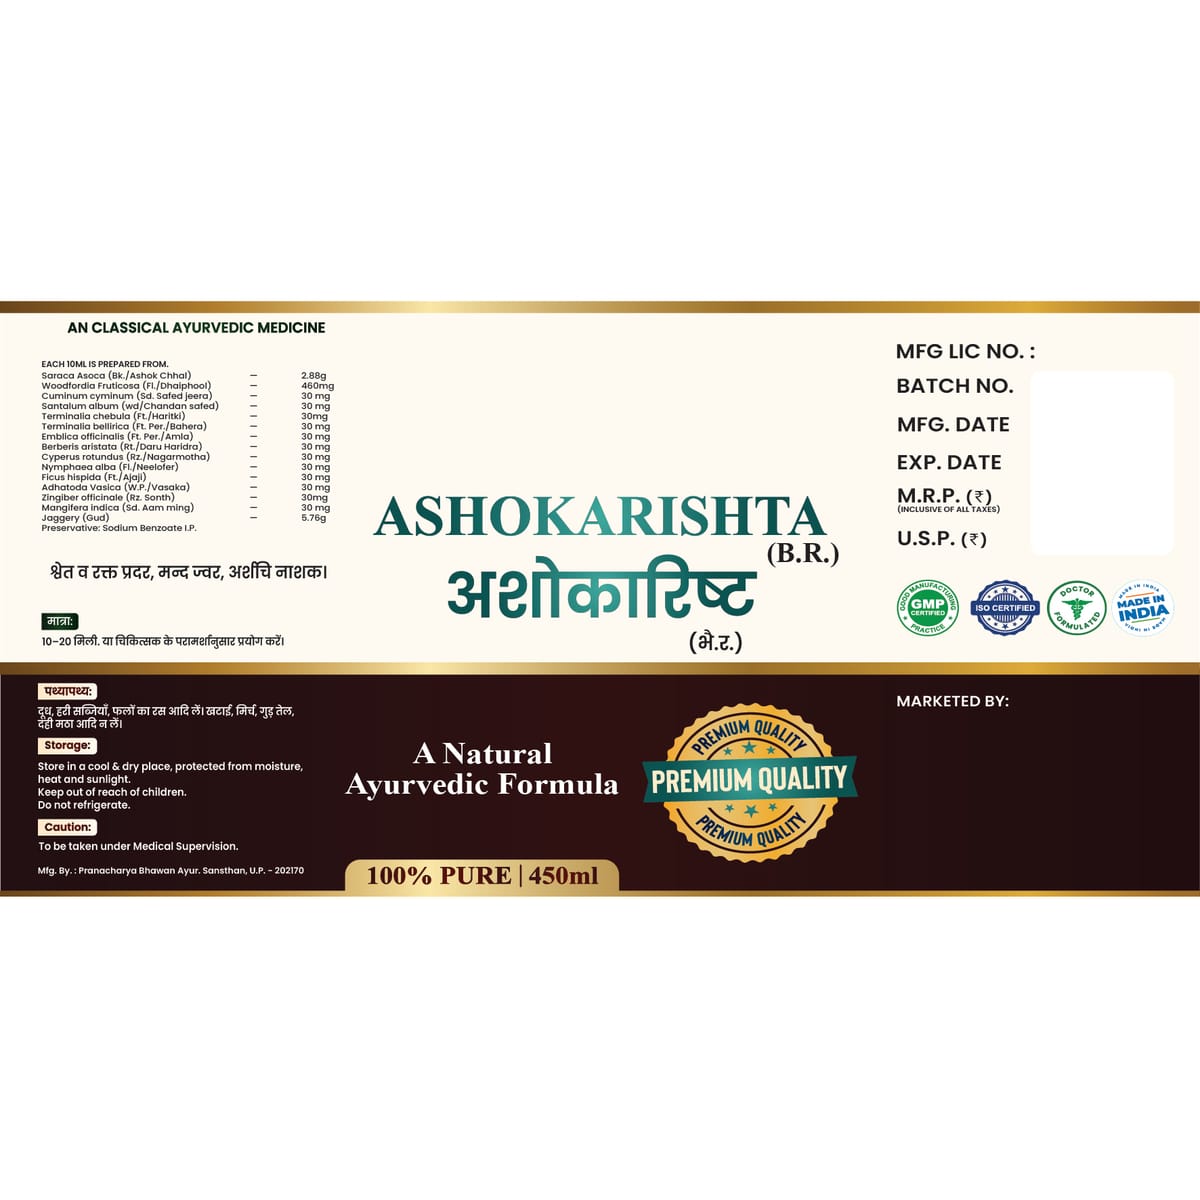 AN CLASSICAL AYURVEDIC MEDICINE
EACH 10ML IS PREPARED FROM.
Saraca Asoca (Bk./Ashok Chhal) — 2.88g
Woodfordia Fruticosa (Fl./Dhaiphool) — 460mg
Cuminum cyminum (Sd. Safed jeera) — 30 mg
Santalum album (wd/Chandan safed) — 30 mg
Terminalia chebula (Ft./Haritki) — 30mg
Terminalia bellirica (Ft. Per./Bahera) — 30 mg
Emblica officinalis (Ft. Per./Amla) — 30 mg
Berberis aristata (Rt./Daru Haridra) — 30 mg
Cyperus rotundus (Rz./Nagarmotha) — 30 mg
Nymphaea alba (Fl./Neelofer) — 30 mg
Ficus hispida (Ft./Ajaji) — 30 mg
Adhatoda Vasica (W.P./Vasaka) — 30 mg
Zingiber officinale (Rz. Sonth) — 30mg
Mangifera indica (Sd. Aam ming) — 30 mg
Jaggery (Gud) — 5.76g
Preservative: Sodium Benzoate I.P.
श्वेत व रक्त प्रदर, मन्द ज्वर, अर्शचि नाशक।
मात्रा:
10-20 मिली. या चिकित्सक के परामर्शानुसार प्रयोग करें।
पथ्यापथ्य:
दूध, हरी सब्जियाँ, फलों का रस आदि लें। खटाई, मिर्च, गुड़ तेल,
दही मठा आदि न लें।
Storage:
Store in a cool & dry place, protected from moisture,
heat and sunlight.
Keep out of reach of children.
Do not refrigerate.
Caution:
To be taken under Medical Supervision.
Mfg. By. : Pranacharya Bhawan Ayur. Sansthan, U.P. - 202170
ASHOKARISHTA
(B.R.)
अशोकारिष्ट
(भै.र.)
A Natural
Ayurvedic Formula
PREMIUM QUALITY
PREMIUM QUALITY
PREMIUM QUALITY
100% PURE | 450ml
MFG LIC NO. :
BATCH NO.
MFG. DATE
EXP. DATE
M.R.P. (₹)
(INCLUSIVE OF ALL TAXES)
U.S.P. (₹)
GOOD MANUFACTURING
GMP
CERTIFIED
PRACTICE
ISO CERTIFIED
DOCTOR
FORMULATED
MADE IN INDIA
MADE IN
INDIA
MARKETED BY: